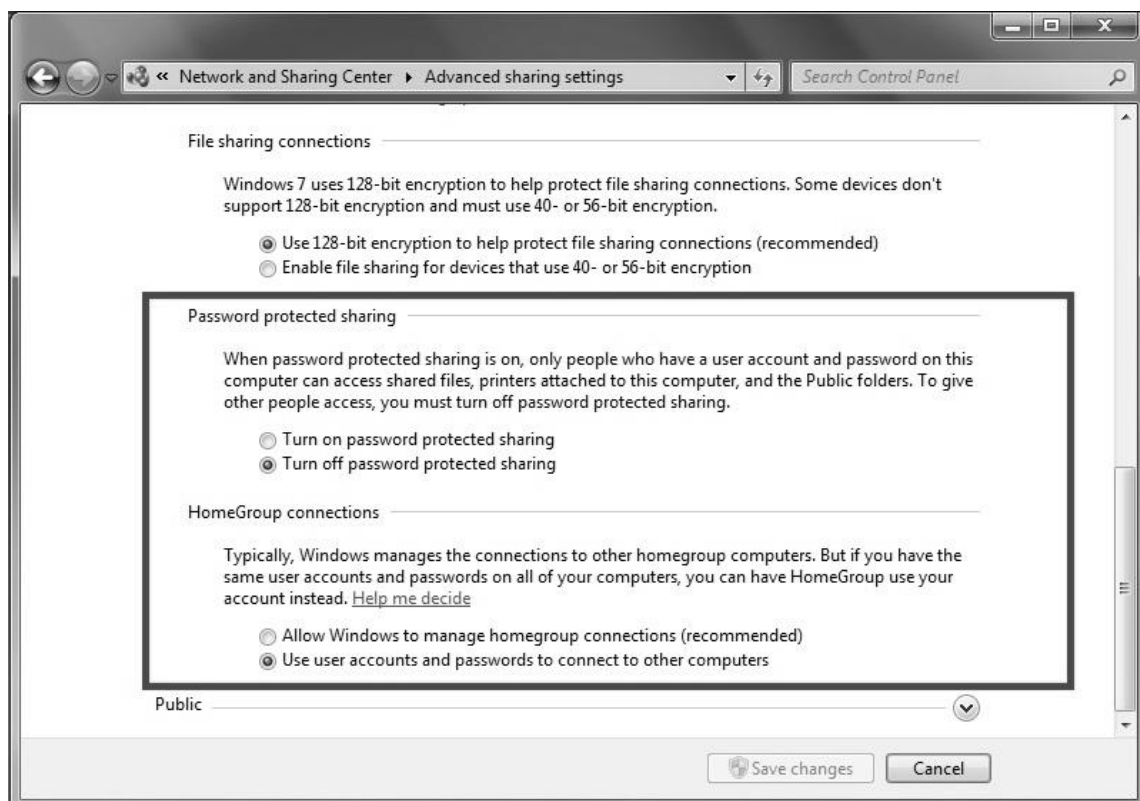 « Network and Sharing Center ▸ Advanced sharing settings
Search Control Panel
File sharing connections
Windows 7 uses 128-bit encryption to help protect file sharing connections. Some devices don't
support 128-bit encryption and must use 40- or 56-bit encryption.
Use 128-bit encryption to help protect file sharing connections (recommended)
Enable file sharing for devices that use 40- or 56-bit encryption
Password protected sharing
When password protected sharing is on, only people who have a user account and password on this
computer can access shared files, printers attached to this computer, and the Public folders. To give
other people access, you must turn off password protected sharing.
Turn on password protected sharing
Turn off password protected sharing
HomeGroup connections
Typically, Windows manages the connections to other homegroup computers. But if you have the
same user accounts and passwords on all of your computers, you can have HomeGroup use your
account instead. Help me decide
Allow Windows to manage homegroup connections (recommended)
Use user accounts and passwords to connect to other computers
Public
Save changes
Cancel